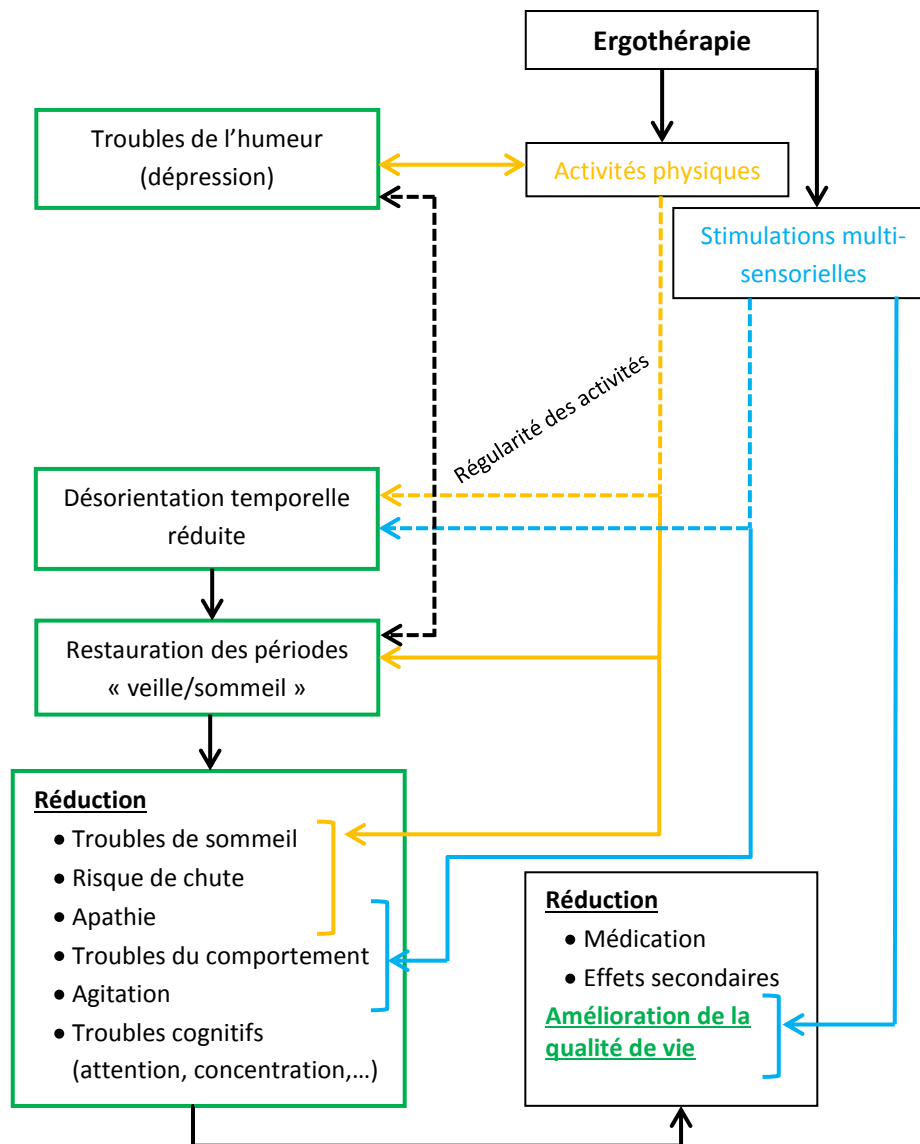 Ergothérapie
Troubles de l’humeur
(dépression)
Activités physiques
Stimulations multi-
sensorielles
Régularité des activités
Désorientation temporelle
réduite
Restauration des périodes
« veille/sommeil »
Réduction
• Troubles de sommeil
• Risque de chute
• Apathie
• Troubles du comportement
• Agitation
• Troubles cognitifs
(attention, concentration,…)
Réduction
• Médication
• Effets secondaires
Amélioration de la
qualité de vie